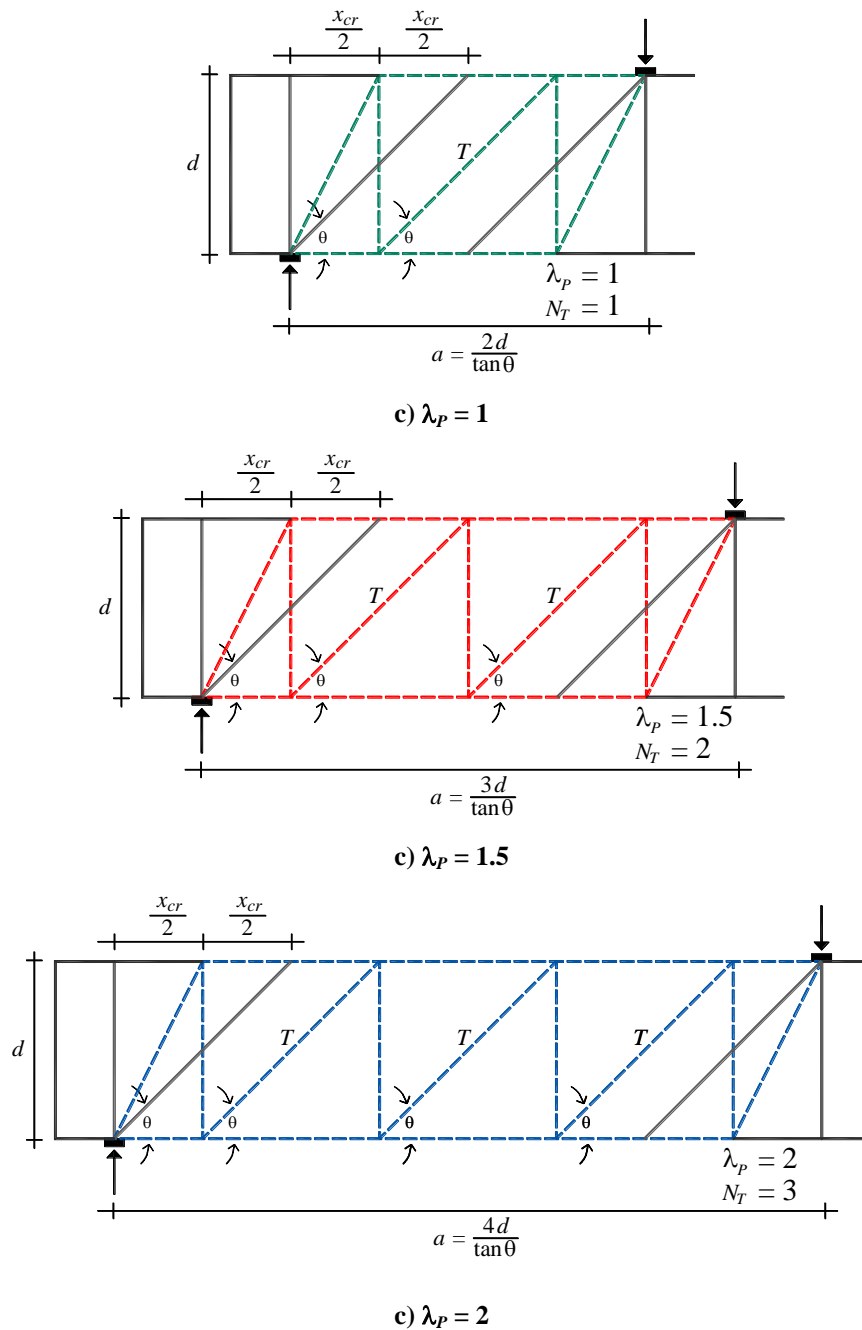 x_cr/2 x_cr/2
d
T
θ θ
λ_P = 1
N_T = 1
a = 2d/tanθ
c) λ_P = 1
x_cr/2 x_cr/2
d
T T
θ θ θ
λ_P = 1.5
N_T = 2
a = 3d/tanθ
c) λ_P = 1.5
x_cr/2 x_cr/2
d
T T T
θ θ θ θ
λ_P = 2
N_T = 3
a = 4d/tanθ
c) λ_P = 2